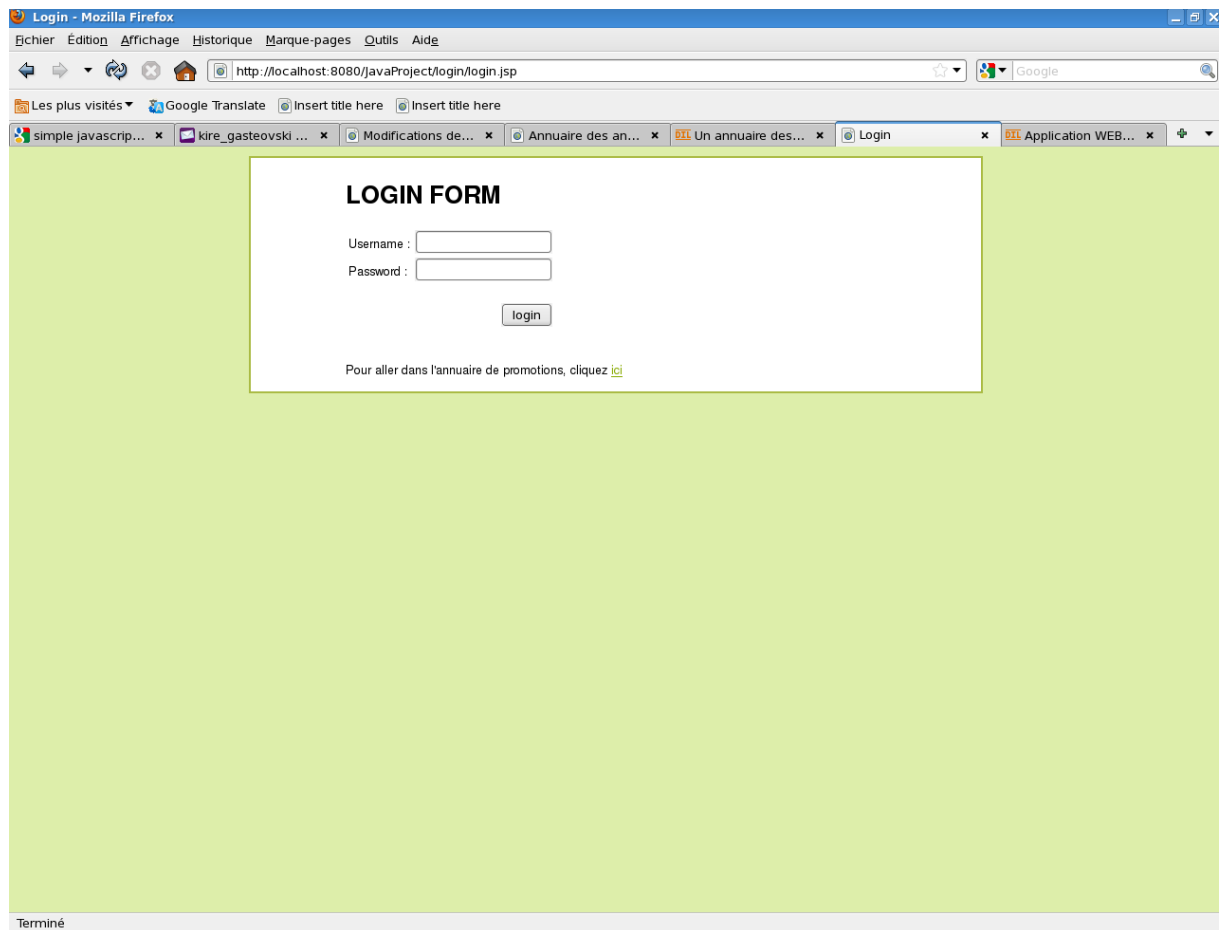 Login - Mozilla Firefox
Fichier Édition Affichage Historique Marque-pages Outils Aide
http://localhost:8080/JavaProject/login/login.jsp Google
Les plus visités Google Translate Insert title here Insert title here
simple javascrip... kire_gasteovski ... Modifications de... Annuaire des an... DIL Un annuaire des... Login DIL Application WEB...
LOGIN FORM
Username :
Password :
login
Pour aller dans l'annuaire de promotions, cliquez ici
Terminé